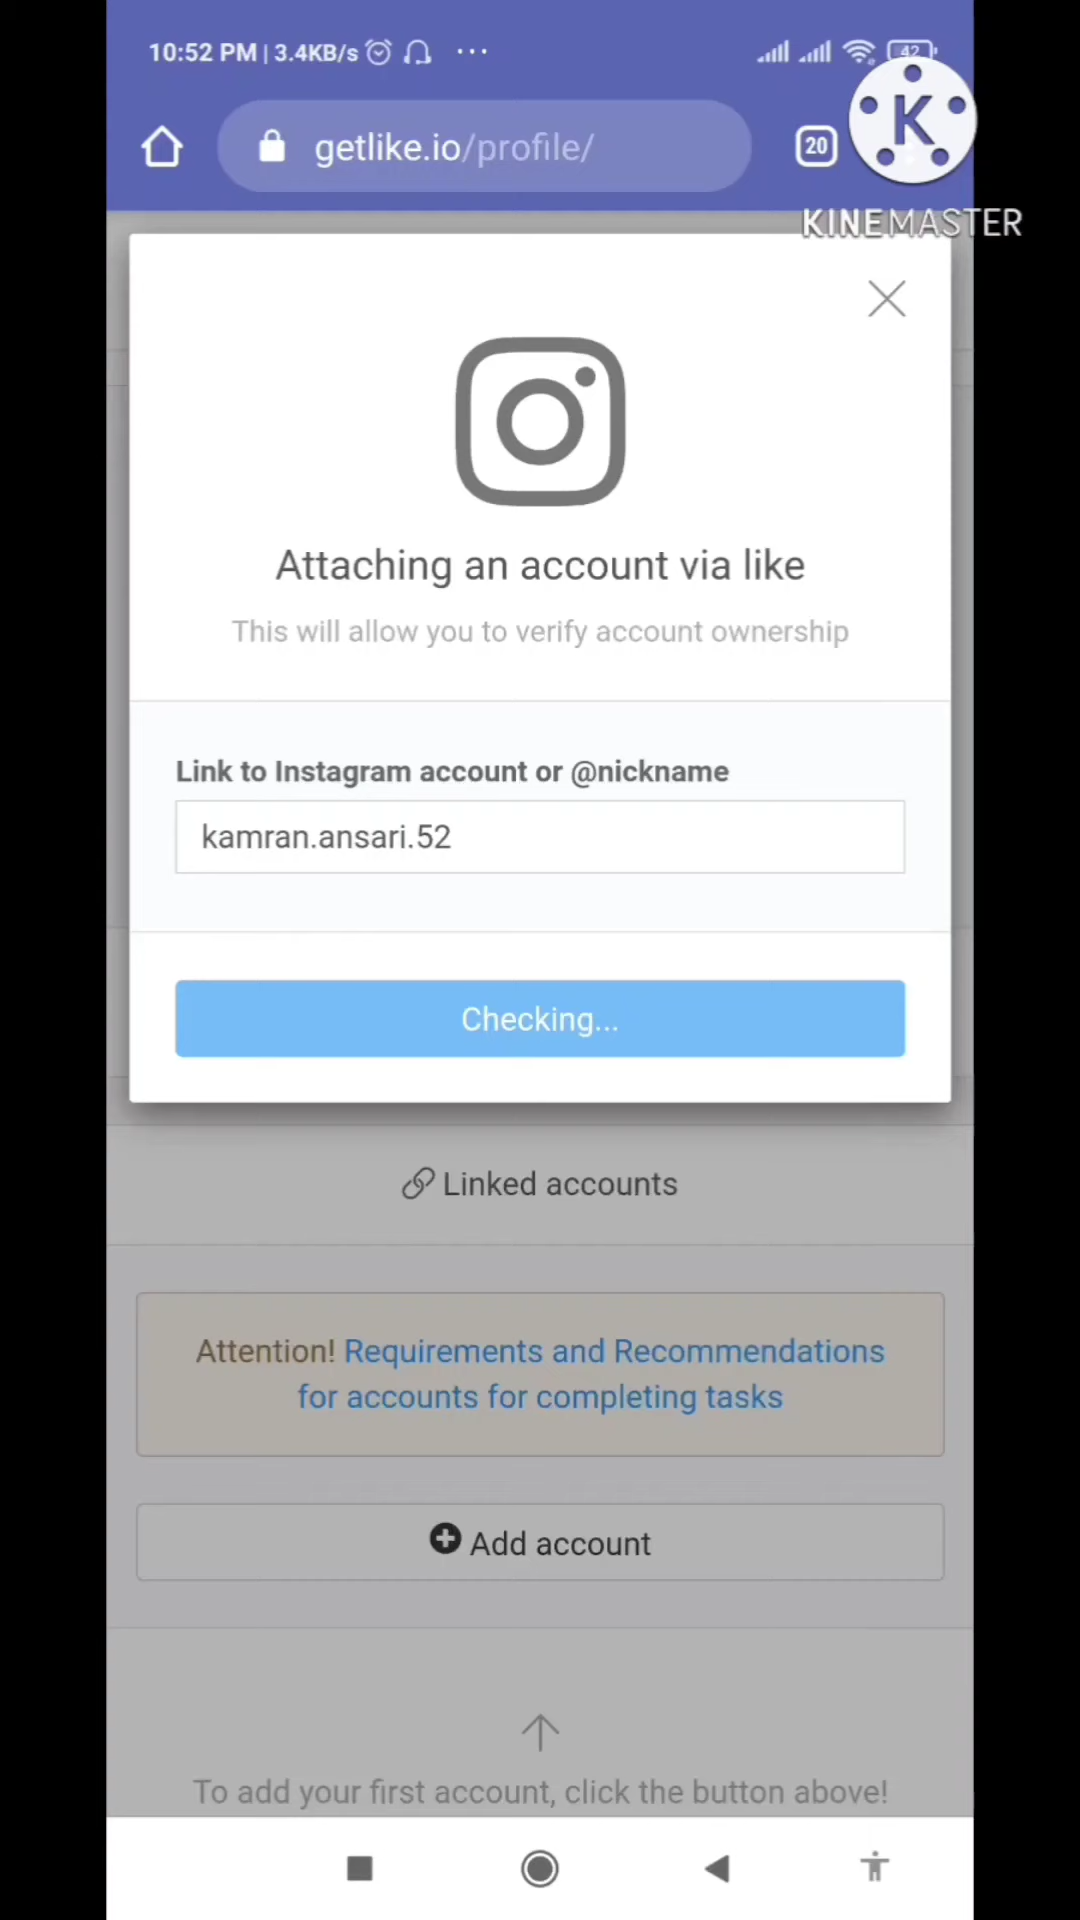 10:52 PM | 3.4KB/s ...
42
getlike.io/profile/
20
K
KINEMASTER
Attaching an account via like
This will allow you to verify account ownership
Link to Instagram account or @nickname
kamran.ansari.52
Checking...
Linked accounts
Attention! Requirements and Recommendations
for accounts for completing tasks
Add account
To add your first account, click the button above!